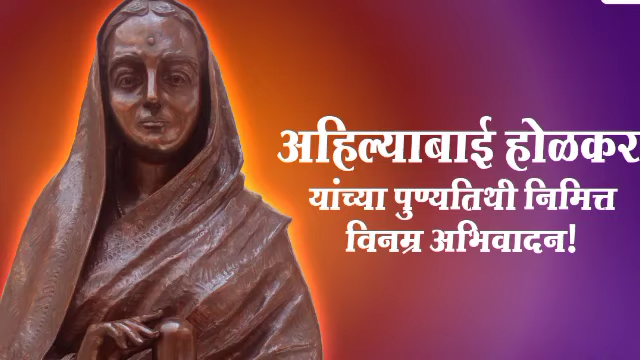 अहिल्याबाई होळकर
यांच्या पुण्यतिथी निमित्त
विनम्र अभिवादन!